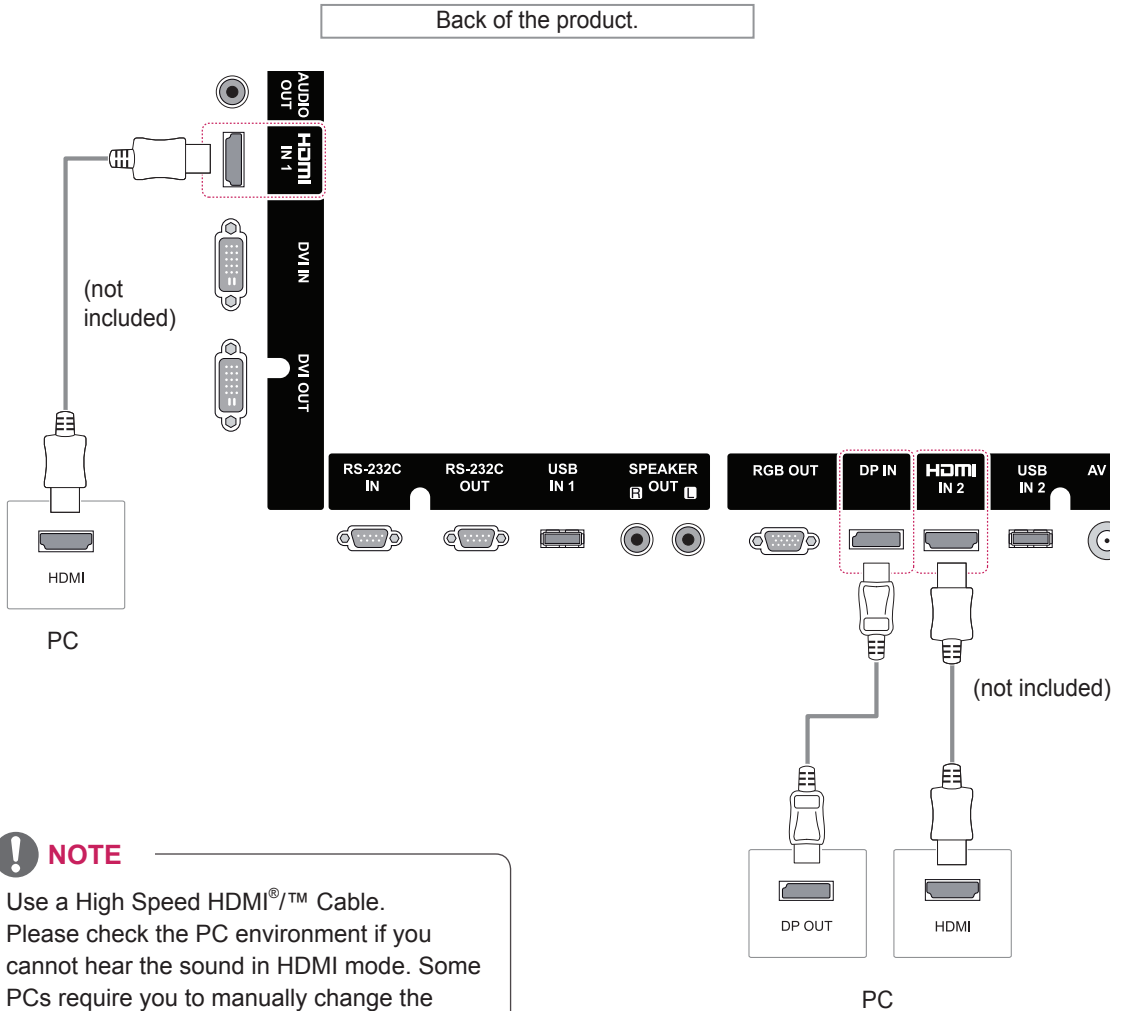 Back of the product.
AUDIO
OUT
HDMI
IN 1
DVI IN
(not
included)
DVI OUT
RS-232C
IN
RS-232C
OUT
USB
IN 1
SPEAKER
R OUT L
RGB OUT
DP IN
HDMI
IN 2
USB
IN 2
AV
HDMI
PC
(not included)
DP OUT
HDMI
PC
! NOTE
Use a High Speed HDMI®/™ Cable.
Please check the PC environment if you
cannot hear the sound in HDMI mode. Some
PCs require you to manually change the